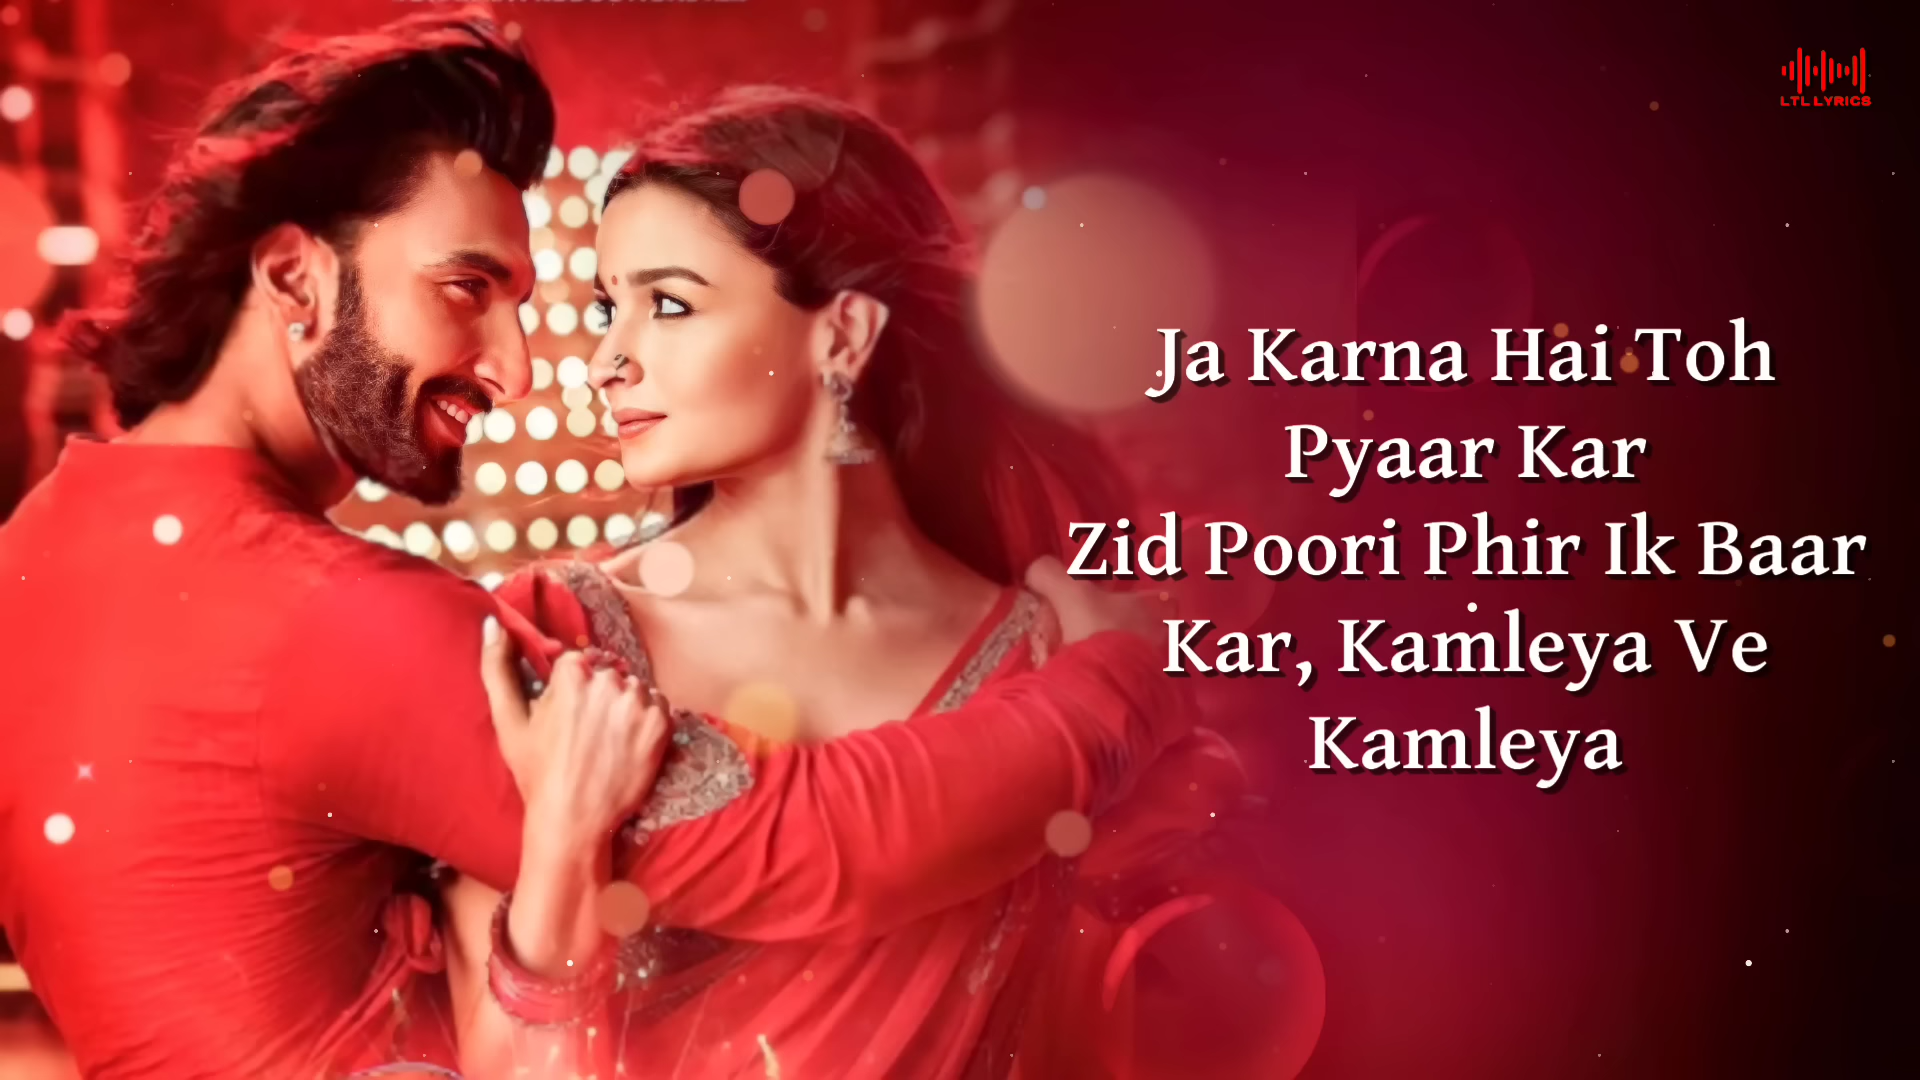 LTL LYRICS
Ja Karna Hai Toh
Pyaar Kar
Zid Poori Phir Ik Baar
Kar, Kamleya Ve
Kamleya